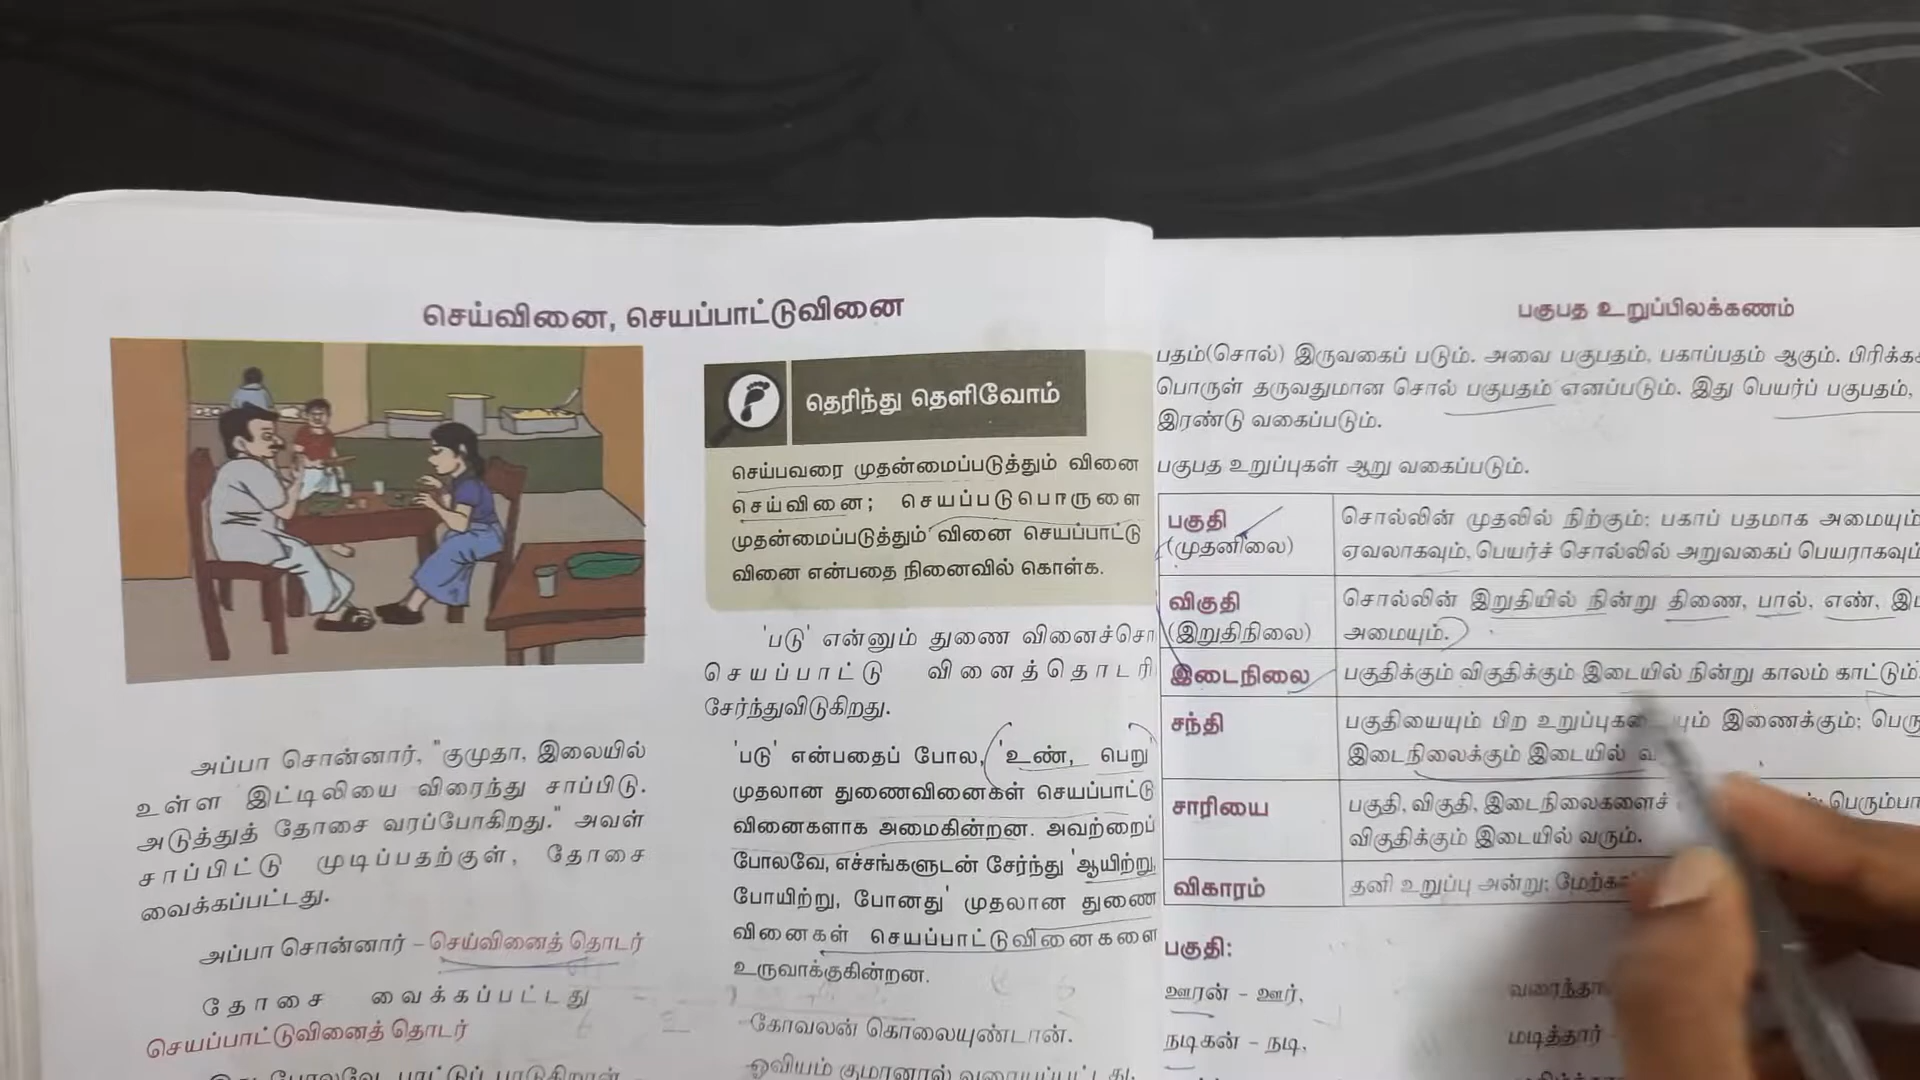 செய்வினை, செயப்பாட்டுவினை
தெரிந்து தெளிவோம்
செய்பவரை முதன்மைப்படுத்தும் வினை
செய்வினை; செயப்படுபொருளை
முதன்மைப்படுத்தும் வினை செயப்பாட்டு
வினை என்பதை நினைவில் கொள்க.
அப்பா சொன்னார், "குமுதா, இலையில்
உள்ள இட்டிலியை விரைந்து சாப்பிடு.
அடுத்துத் தோசை வரப்போகிறது." அவள்
சாப்பிட்டு முடிப்பதற்குள், தோசை
வைக்கப்பட்டது.
அப்பா சொன்னார் – செய்வினைத் தொடர்
தோசை வைக்கப்பட்டது
செயப்பாட்டுவினைத் தொடர்
'படு' என்னும் துணை
செயப்பாட்டு
சேர்ந்துவிடுகிறது.
'படு' என்பதைப் போல, 'உண், பெறு'
முதலான துணைவினைகள் செயப்பாட்டு
வினைகளாக அமைகின்றன. அவற்றைப்
போலவே, எச்சங்களுடன் சேர்ந்து 'ஆயிற்று,
போயிற்று, போனது' முதலான துணை
வினைகள் செயப்பாட்டுவினைகளை
உருவாக்குகின்றன.
கோவலன் கொலையுண்டான்.
ஓவியம் குமரனால் வரையப்பட்டது.
பகுபத உறுப்பிலக்கணம்
பதம்(சொல்) இருவகைப் படும். அவை பகுபதம், பகாப்பதம் ஆகும்.
பொருள் தருவதுமான சொல் பகுபதம் எனப்படும். இது பெயர்ப் பகுபதம்,
இரண்டு வகைப்படும்.
பகுபத உறுப்புகள் ஆறு வகைப்படும்.
பகுதி (முதனிலை)
சொல்லின் முதலில் நிற்கும்; பகாப் பதமாக அமையும்
ஏவலாகவும், பெயர்ச் சொல்லில் அறுவகைப் பெயராகவும்
விகுதி (இறுதிநிலை)
சொல்லின் இறுதியில் நின்று திணை, பால், எண்,
அமையும்.
இடைநிலை
பகுதிக்கும் விகுதிக்கும் இடையில் நின்று காலம் காட்டும்
சந்தி
பகுதியையும் பிற இணைக்கும்;
இடைநிலைக்கும் இடையில்
சாரியை
பகுதி, விகுதி, இடைநிலைகளைச்
விகுதிக்கும் இடையில் வரும்.
விகாரம்
தனி உறுப்பு அன்று;
பகுதி:
ஊரன் – ஊர்,
நடிகன் – நடி,
மடித்தார் –